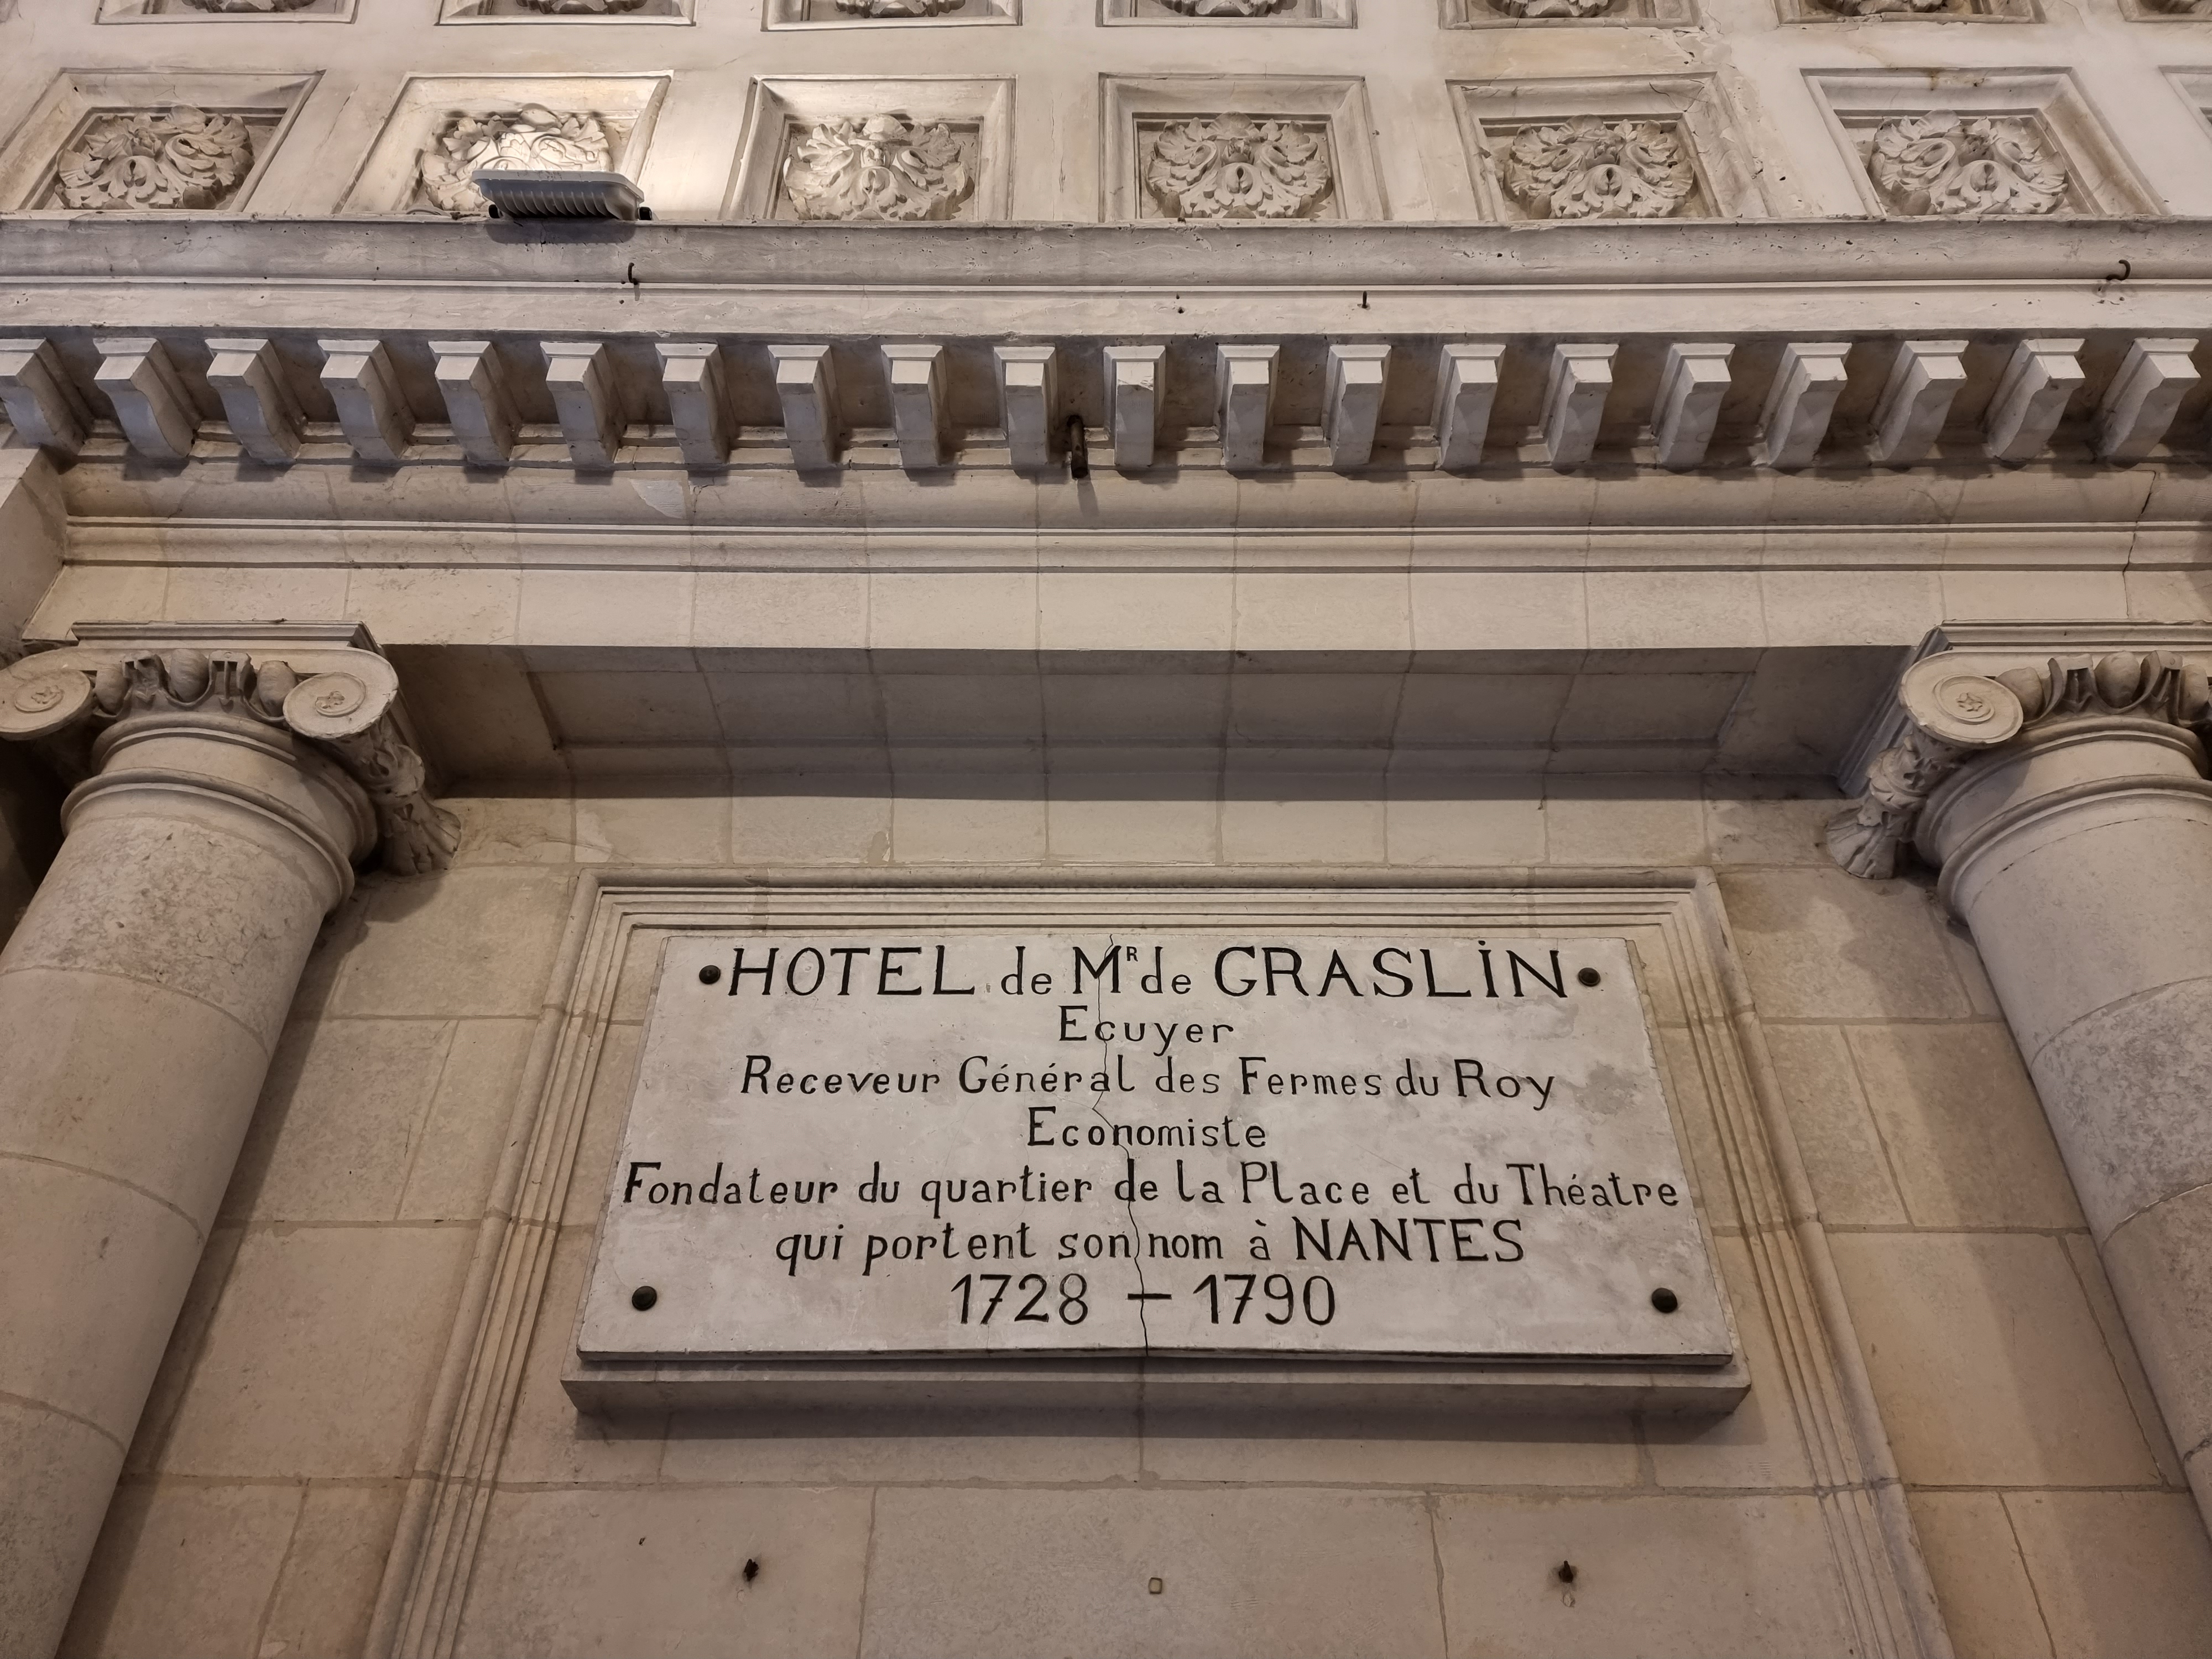 HOTEL de MR de GRASLİN
Ecuyer
Receveur Général des Fermes du Roy
Economiste
Fondateur du quartier de la Place et du Théatre
qui portent son nom à NANTES
1728 – 1790